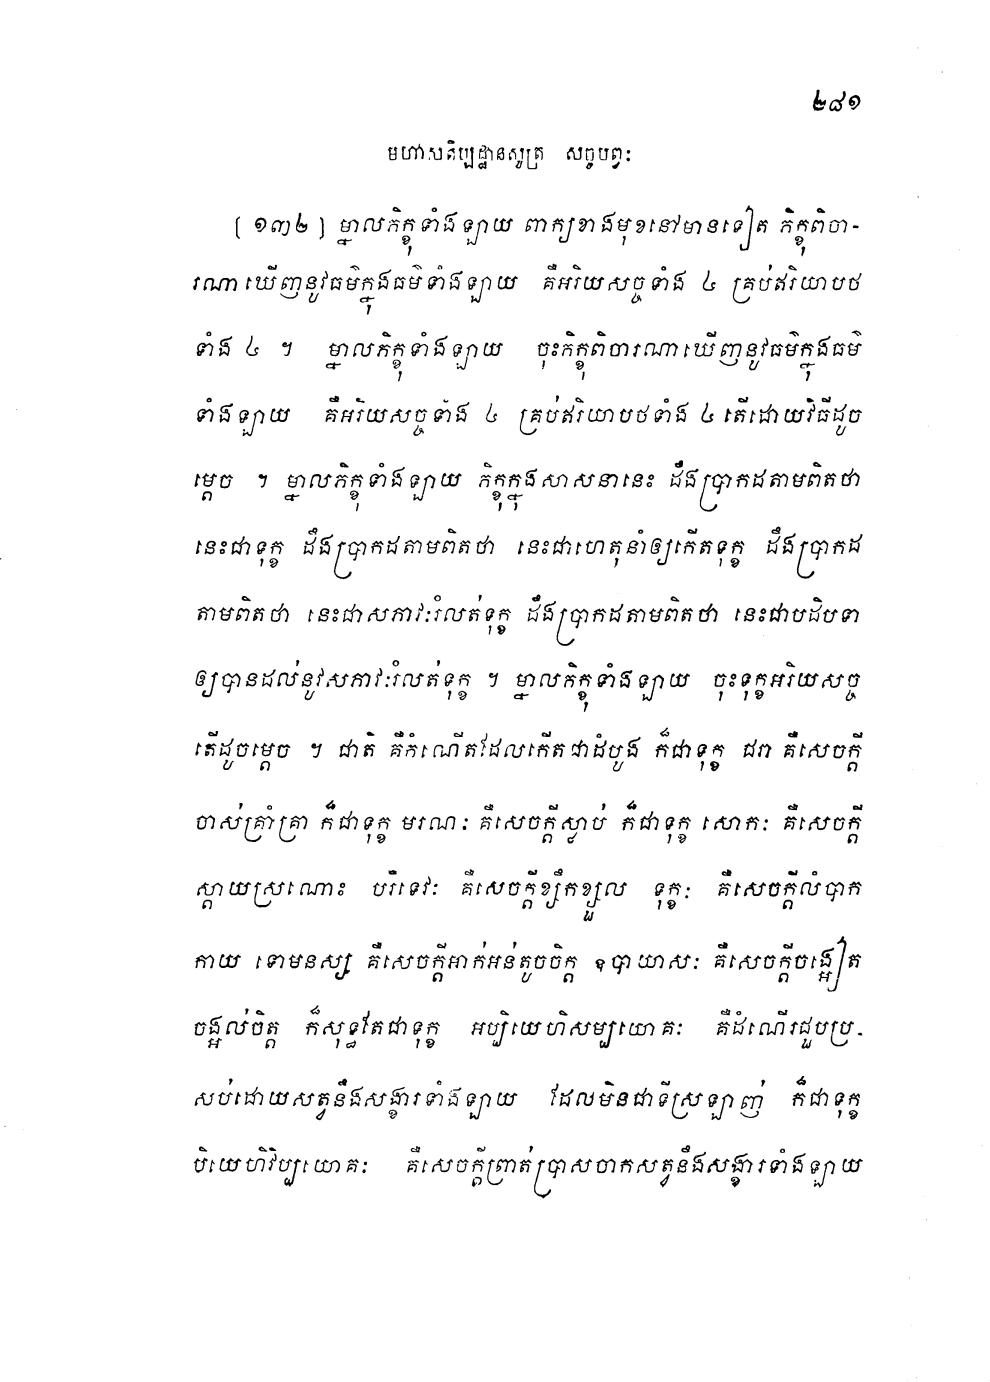 ២៨១
មហាសតិប្បដ្ឋានសូត្រ សច្ចបព្វៈ
[ ១៣២ ] ម្នាលភិក្ខុទាំងឡាយ ពាក្យខាងមុខនៅមានទៀត ភិក្ខុពិចា-
រណាឃើញនូវធម៌ក្នុងធម៌ទាំងឡាយ គឺអរិយសច្ចទាំង ៤ គ្រប់ឥរិយាបថ
ទាំង ៤ ។ ម្នាលភិក្ខុទាំងឡាយ ចុះភិក្ខុពិចារណាឃើញនូវធម៌ក្នុងធម៌
ទាំងឡាយ គឺអរិយសច្ចទាំង ៤ គ្រប់ឥរិយាបថទាំង ៤ តើដោយវិធីដូច
ម្តេច ។ ម្នាលភិក្ខុទាំងឡាយ ភិក្ខុក្នុងសាសនានេះ ដឹងប្រាកដតាមពិតថា
នេះជាទុក្ខ ដឹងប្រាកដតាមពិតថា នេះជាហេតុនាំឲ្យកើតទុក្ខ ដឹងប្រាកដ
តាមពិតថា នេះជាសភាវៈរំលត់ទុក្ខ ដឹងប្រាកដតាមពិតថា នេះជាបដិបទា
ឲ្យបានដល់នូវសភាវៈរំលត់ទុក្ខ ។ ម្នាលភិក្ខុទាំងឡាយ ចុះទុក្ខអរិយសច្ច
តើដូចម្តេច ។ ជាតិ គឺកំណើតដែលកើតជាដំបូង ក៏ជាទុក្ខ ជរា គឺសេចក្តី
ចាស់គ្រាំគ្រា ក៏ជាទុក្ខ មរណៈ គឺសេចក្តីស្លាប់ ក៏ជាទុក្ខ សោកៈ គឺសេចក្តី
ស្តាយស្រណោះ បរិទេវៈ គឺសេចក្តីខ្សឹកខ្សួល ទុក្ខៈ គឺសេចក្តីលំបាក
កាយ ទោមនស្ស គឺសេចក្តីអាក់អន់តូចចិត្ត ឧបាយាសៈ គឺសេចក្តីចង្អៀត
ចង្អល់ចិត្ត ក៏សុទ្ធតែជាទុក្ខ អប្បិយេហិសម្បយោគៈ គឺដំណើរជួបប្រ-
សប់ដោយសត្វនឹងសង្ខារទាំងឡាយ ដែលមិនជាទីស្រឡាញ់ ក៏ជាទុក្ខ
បិយេហិវិប្បយោគៈ គឺសេចក្តីព្រាត់ប្រាសចាកសត្វនឹងសង្ខារទាំងឡាយ